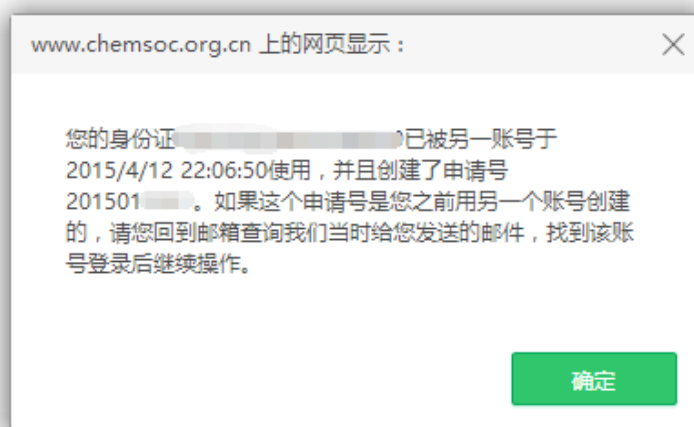 www.chemsoc.org.cn 上的网页显示：
您的身份证 已被另一账号于
2015/4/12 22:06:50使用，并且创建了申请号
201501 。如果这个申请号是您之前用另一个账号创建
的，请您回到邮箱查询我们当时给您发送的邮件，找到该账
号登录后继续操作。
确定